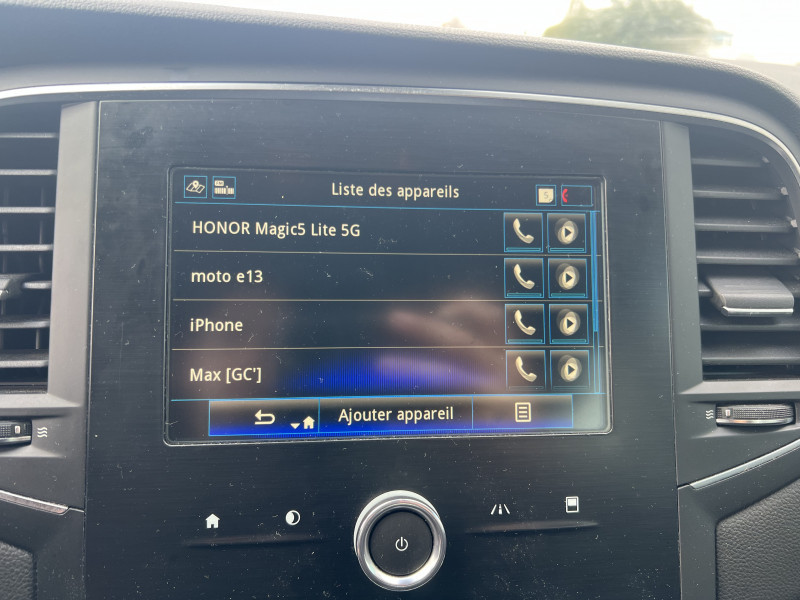 Liste des appareils
HONOR Magic5 Lite 5G
moto e13
iPhone
Max [GC']
Ajouter appareil